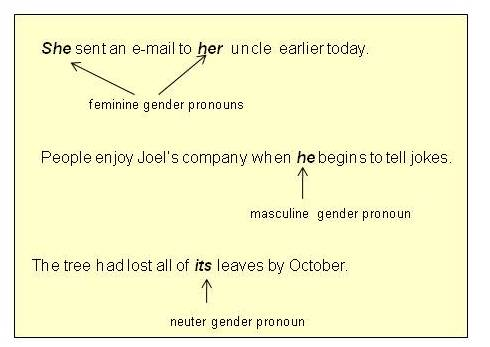 She sent an e-mail to her uncle earlier today.
feminine gender pronouns
People enjoy Joel's company when he begins to tell jokes.
masculine gender pronoun
The tree had lost all of its leaves by October.
neuter gender pronoun